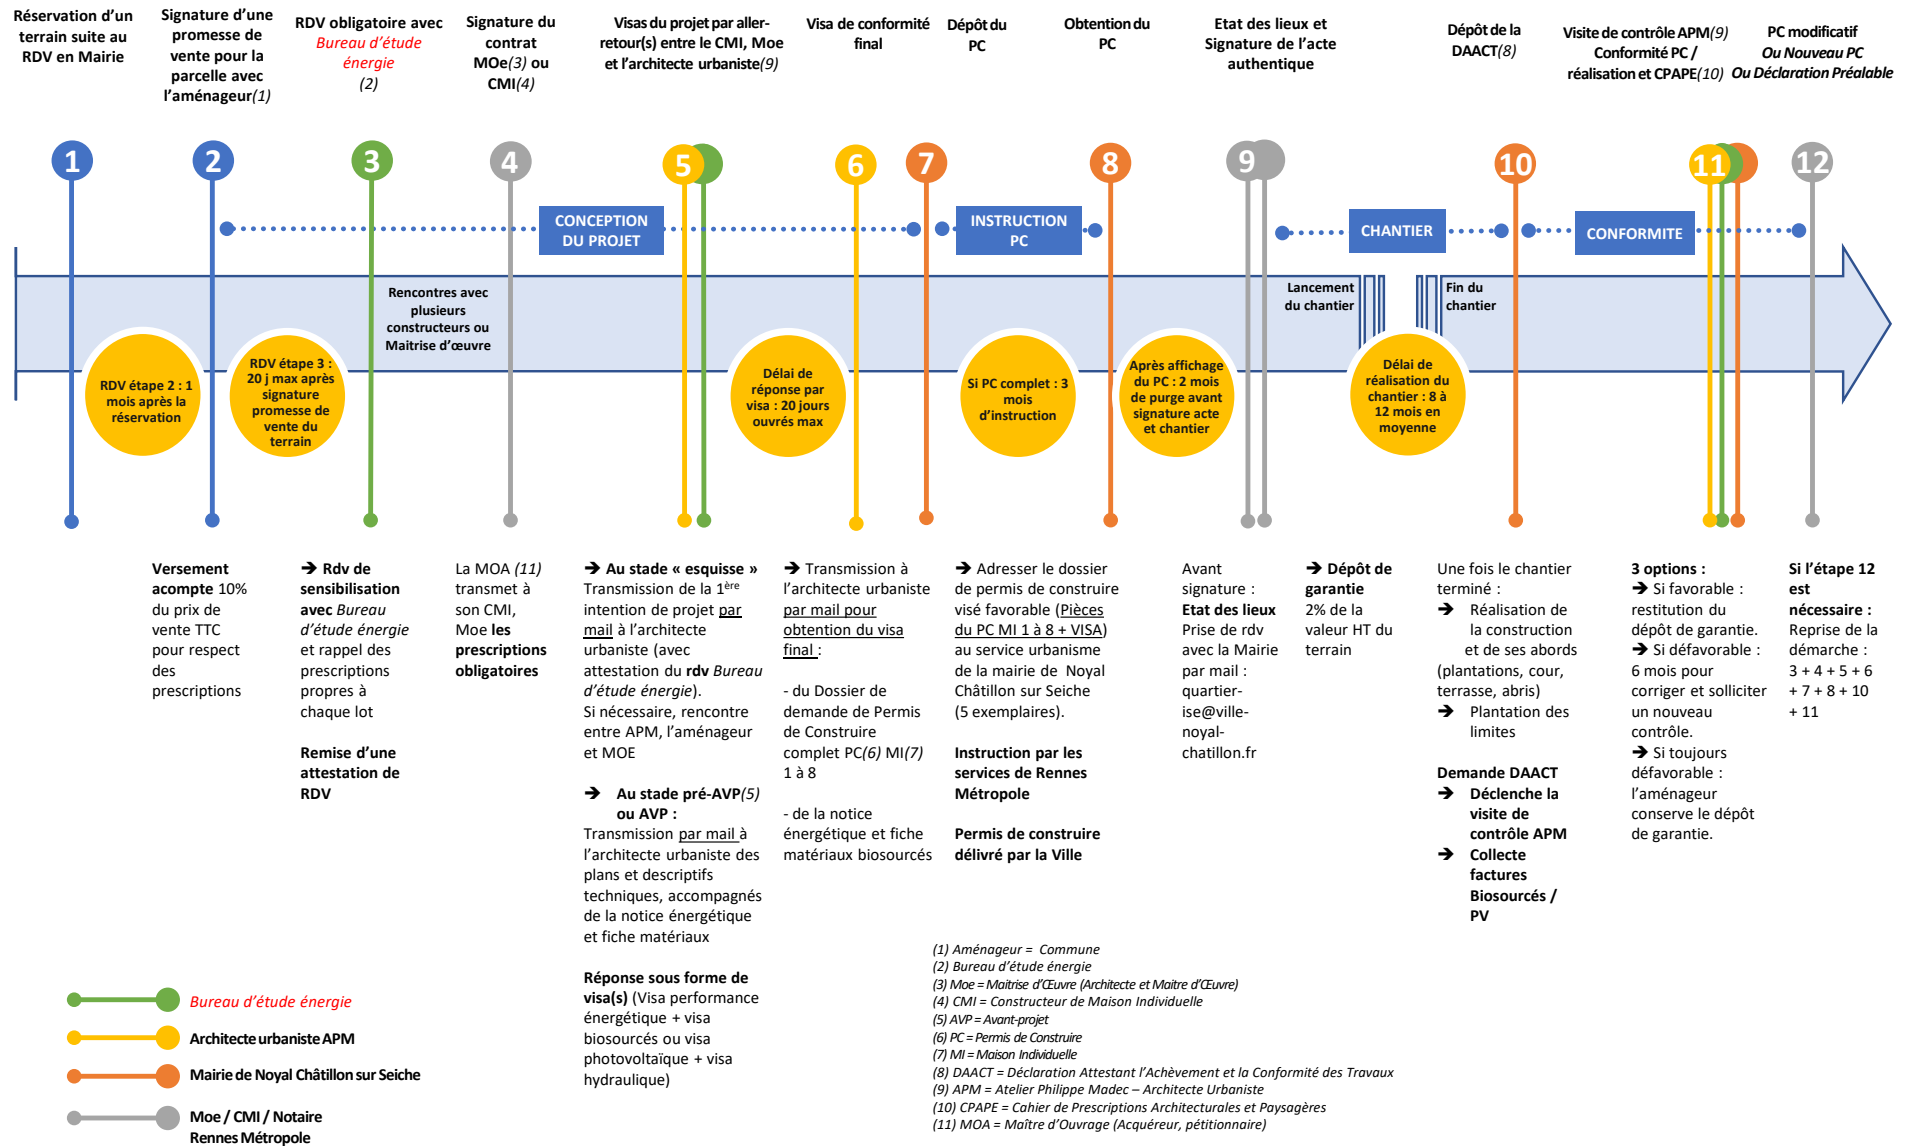 Réservation d’un
terrain suite au
RDV en Mairie
Signature d’une
promesse de
vente pour la
parcelle avec
l’aménageur(1)
RDV obligatoire avec
Bureau d’étude
énergie
(2)
Signature du
contrat
MOe(3) ou
CMI(4)
Visas du projet par aller-
retour(s) entre le CMI, Moe
et l’architecte urbaniste(9)
Visa de conformité
final
Dépôt du
PC
Obtention du
PC
Etat des lieux et
Signature de l’acte
authentique
Dépôt de la
DAACT(8)
Visite de contrôle APM(9)
Conformité PC /
réalisation et CPAPE(10)
PC modificatif
Ou Nouveau PC
Ou Déclaration Préalable
1
2
3
4
5
6
7
8
9
10
11
12
CONCEPTION
DU PROJET
INSTRUCTION
PC
CHANTIER
CONFORMITE
Rencontres avec
plusieurs
constructeurs ou
Maitrise d’œuvre
Lancement
du chantier
Fin du
chantier
RDV étape 2 : 1
mois après la
réservation
RDV étape 3 :
20 j max après
signature
promesse de
vente du
terrain
Délai de
réponse par
visa : 20 jours
ouvrés max
Si PC complet : 3
mois
d’instruction
Après affichage
du PC : 2 mois
de purge avant
signature acte
et chantier
Délai de
réalisation du
chantier : 8 à
12 mois en
moyenne
Versement
acompte 10%
du prix de
vente TTC
pour respect
des
prescriptions
➔ Rdv de
sensibilisation
avec Bureau
d’étude énergie
et rappel des
prescriptions
propres à
chaque lot
Remise d’une
attestation de
RDV
La MOA (11)
transmet à
son CMI,
Moe les
prescriptions
obligatoires
➔ Au stade « esquisse »
Transmission de la 1ère
intention de projet par
mail à l’architecte
urbaniste (avec
attestation du rdv Bureau
d’étude énergie).
Si nécessaire, rencontre
entre APM, l’aménageur
et MOE
➔ Au stade pré-AVP(5)
ou AVP :
Transmission par mail à
l’architecte urbaniste des
plans et descriptifs
techniques, accompagnés
de la notice énergétique
et fiche matériaux
Réponse sous forme de
visa(s) (Visa performance
énergétique + visa
biosourcés ou visa
photovoltaïque + visa
hydraulique)
➔ Transmission à
l’architecte urbaniste
par mail pour
obtention du visa
final :
- du Dossier de
demande de Permis
de Construire
complet PC(6) MI(7)
1 à 8
- de la notice
énergétique et fiche
matériaux biosourcés
➔ Adresser le dossier
de permis de construire
visé favorable (Pièces
du PC MI 1 à 8 + VISA)
au service urbanisme
de la mairie de Noyal
Châtillon sur Seiche
(5 exemplaires).
Instruction par les
services de Rennes
Métropole
Permis de construire
délivré par la Ville
Avant
signature :
Etat des lieux
Prise de rdv
avec la Mairie
par mail :
quartier-
ise@ville-
noyal-
chatillon.fr
➔ Dépôt de
garantie
2% de la
valeur HT du
terrain
Une fois le chantier
terminé :
➔ Réalisation de
la construction
et de ses abords
(plantations, cour,
terrasse, abris)
➔ Plantation des
limites
Demande DAACT
➔ Déclenche la
visite de
contrôle APM
➔ Collecte
factures
Biosourcés /
PV
3 options :
➔ Si favorable :
restitution du
dépôt de garantie.
➔ Si défavorable :
6 mois pour
corriger et solliciter
un nouveau
contrôle.
➔ Si toujours
défavorable :
l’aménageur
conserve le dépôt
de garantie.
Si l’étape 12
est
nécessaire :
Reprise de la
démarche :
3 + 4 + 5 + 6
+ 7 + 8 + 10
+ 11
Bureau d’étude énergie
Architecte urbaniste APM
Mairie de Noyal Châtillon sur Seiche
Moe / CMI / Notaire
Rennes Métropole
(1) Aménageur = Commune
(2) Bureau d’étude énergie
(3) Moe = Maitrise d’Œuvre (Architecte et Maitre d’Œuvre)
(4) CMI = Constructeur de Maison Individuelle
(5) AVP = Avant-projet
(6) PC = Permis de Construire
(7) MI = Maison Individuelle
(8) DAACT = Déclaration Attestant l’Achèvement et la Conformité des Travaux
(9) APM = Atelier Philippe Madec – Architecte Urbaniste
(10) CPAPE = Cahier de Prescriptions Architecturales et Paysagères
(11) MOA = Maître d’Ouvrage (Acquéreur, pétitionnaire)